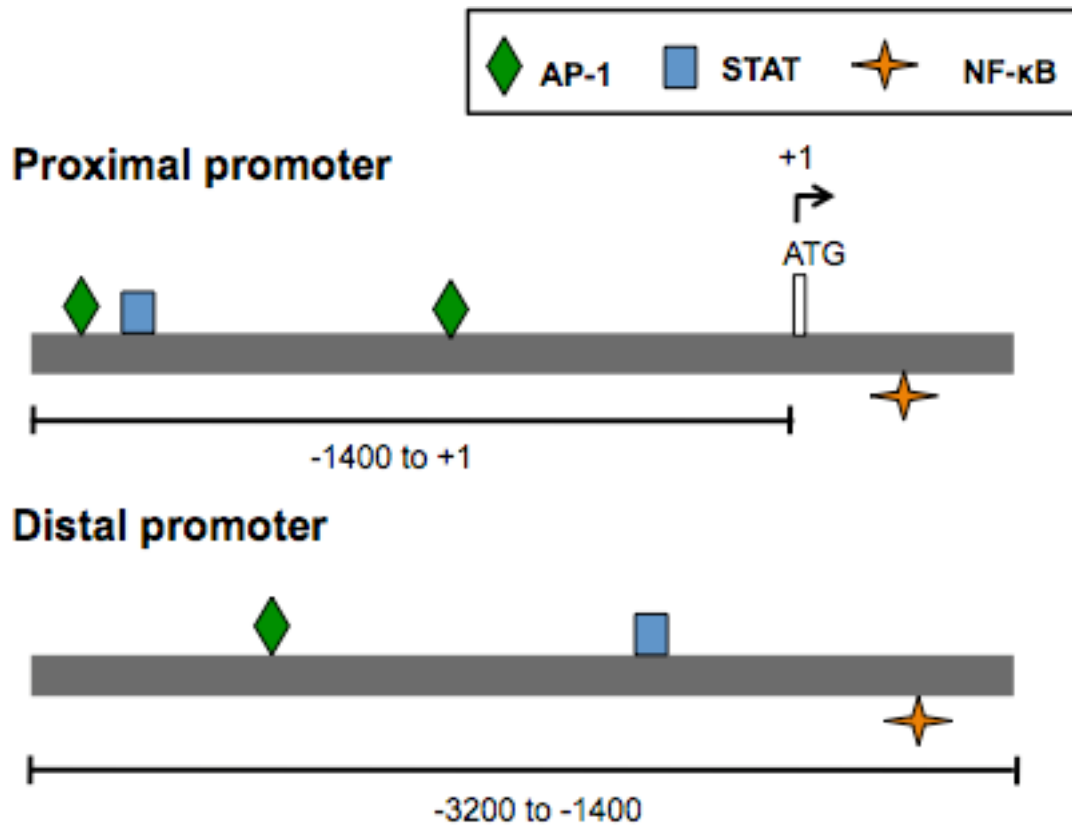 AP-1 STAT NF-κB
Proximal promoter
+1
ATG
-1400 to +1
Distal promoter
-3200 to -1400